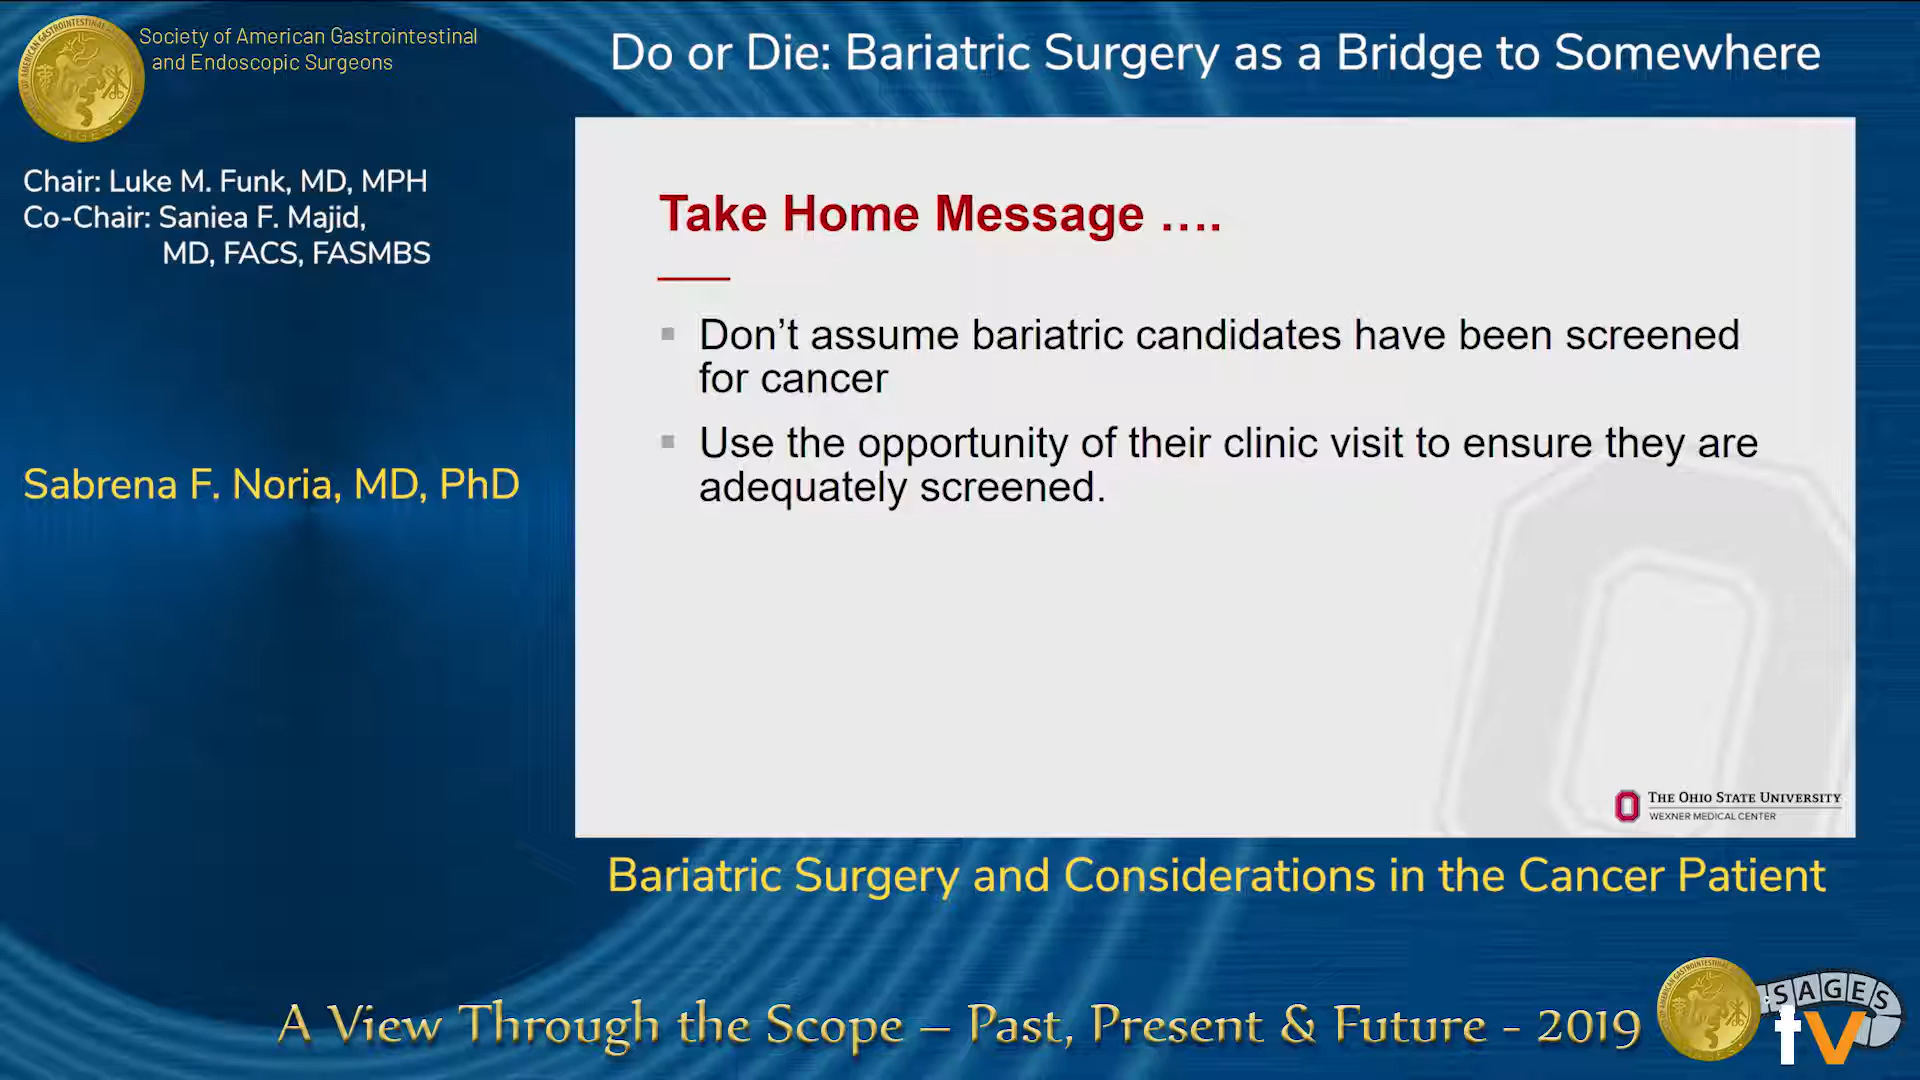 Society of American Gastrointestinal
and Endoscopic Surgeons
Do or Die: Bariatric Surgery as a Bridge to Somewhere
Chair: Luke M. Funk, MD, MPH
Co-Chair: Saniea F. Majid,
MD, FACS, FASMBS
Sabrena F. Noria, MD, PhD
Take Home Message ....
Don't assume bariatric candidates have been screened
for cancer
Use the opportunity of their clinic visit to ensure they are
adequately screened.
THE OHIO STATE UNIVERSITY
WEXNER MEDICAL CENTER
Bariatric Surgery and Considerations in the Cancer Patient
A View Through the Scope – Past, Present & Future - 2019
SAGES
tv